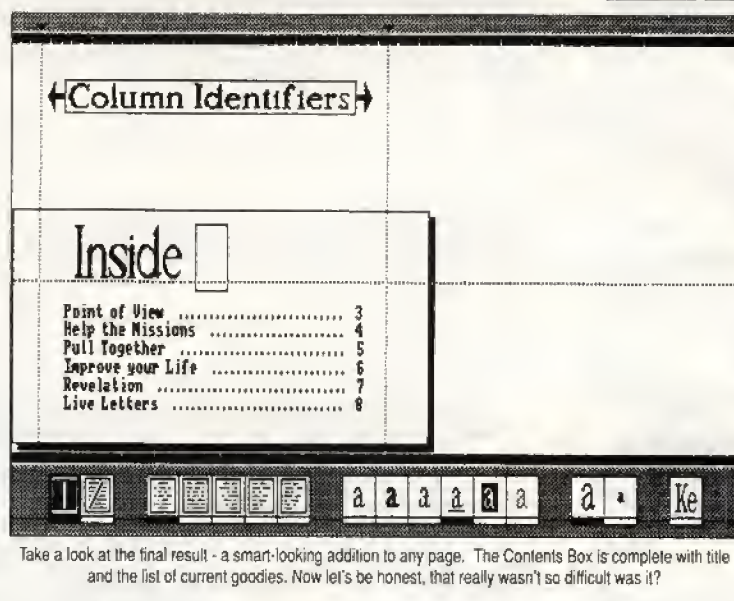 Column Identifiers
Inside
Point of View ........................ 3
Help the Missions ................... 4
Pull Together ........................ 5
Improve your Life ................... 6
Revelation ........................... 7
Live Letters ......................... 8
a a a a a a a Ke
Take a look at the final result - a smart-looking addition to any page. The Contents Box is complete with title
and the list of current goodies. Now let's be honest, that really wasn't so difficult was it?